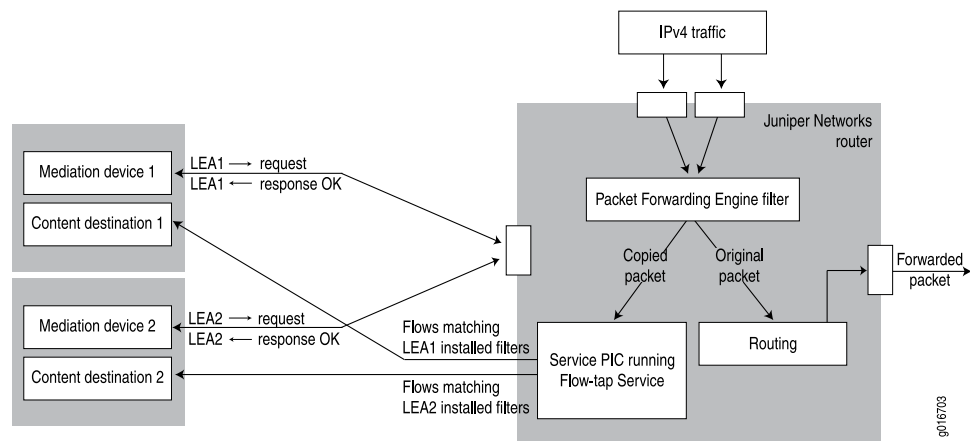 IPv4 traffic
Juniper Networks
router
Mediation device 1
LEA1 → request
LEA1 ← response OK
Content destination 1
Packet Forwarding Engine filter
Copied
packet
Original
packet
Forwarded
packet
Mediation device 2
LEA2 → request
LEA2 ← response OK
Content destination 2
Flows matching
LEA1 installed filters
Flows matching
LEA2 installed filters
Service PIC running
Flow-tap Service
Routing
g016703